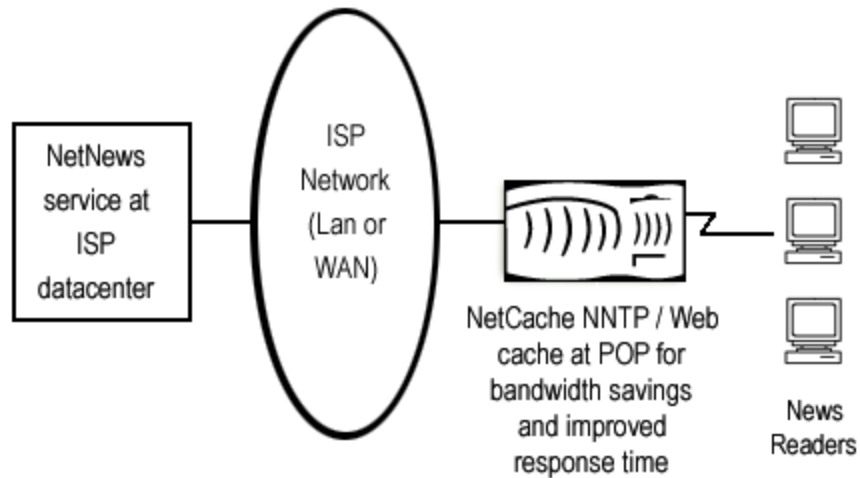 NetNews
service at
ISP
datacenter
ISP
Network
(Lan or
WAN)
NetCache NNTP / Web
cache at POP for
bandwidth savings
and improved
response time
News
Readers